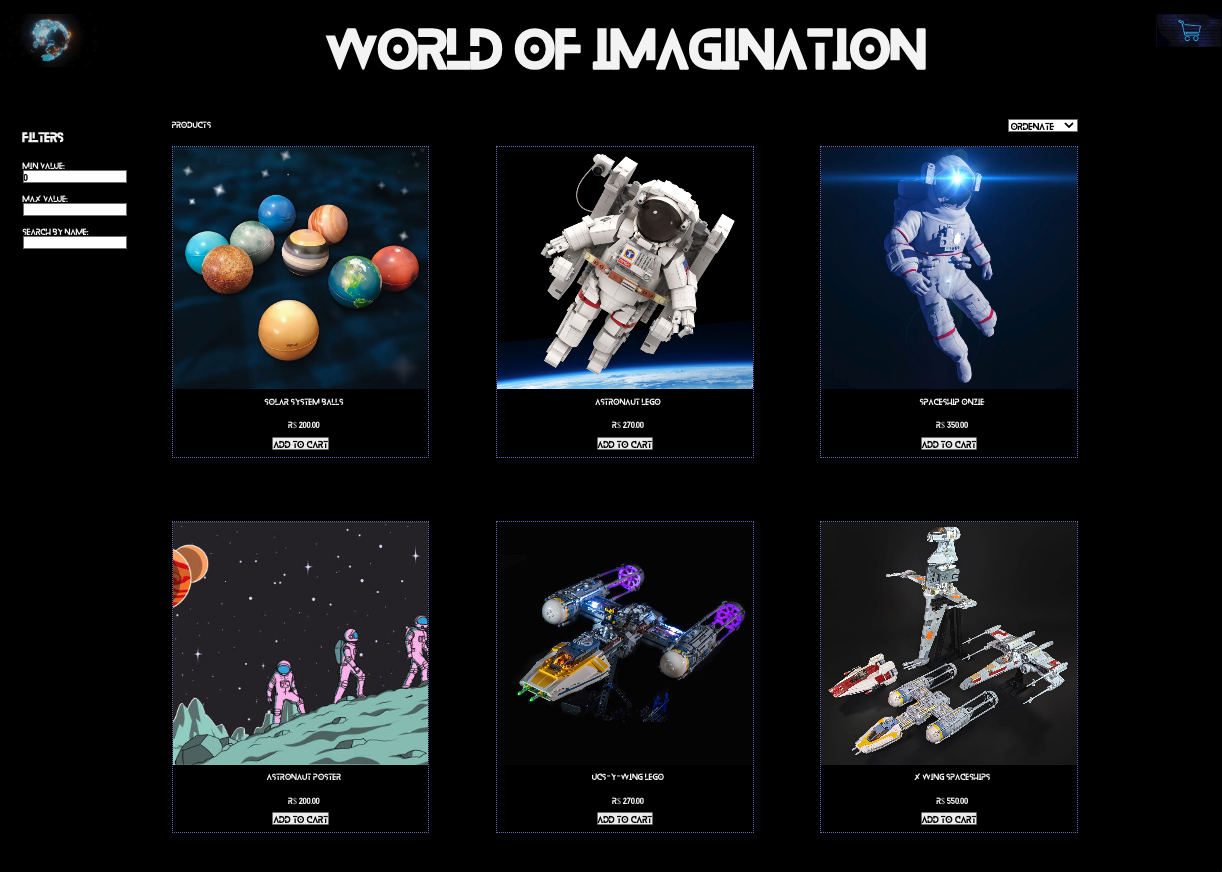 WORLD OF IMAGINATION
FILTERS
MIN VALUE:
0
MAX VALUE:
SEARCH BY NAME:
PRODUCTS
ORDENATE
SOLAR SYSTEM BALLS
R$ 200.00
ADD TO CART
ASTRONAUT LEGO
R$ 270.00
ADD TO CART
SPACESHIP ONZIE
R$ 350.00
ADD TO CART
ASTRONAUT POSTER
R$ 200.00
ADD TO CART
UCS-Y-WING LEGO
R$ 270.00
ADD TO CART
X WING SPACESHIPS
R$ 550.00
ADD TO CART